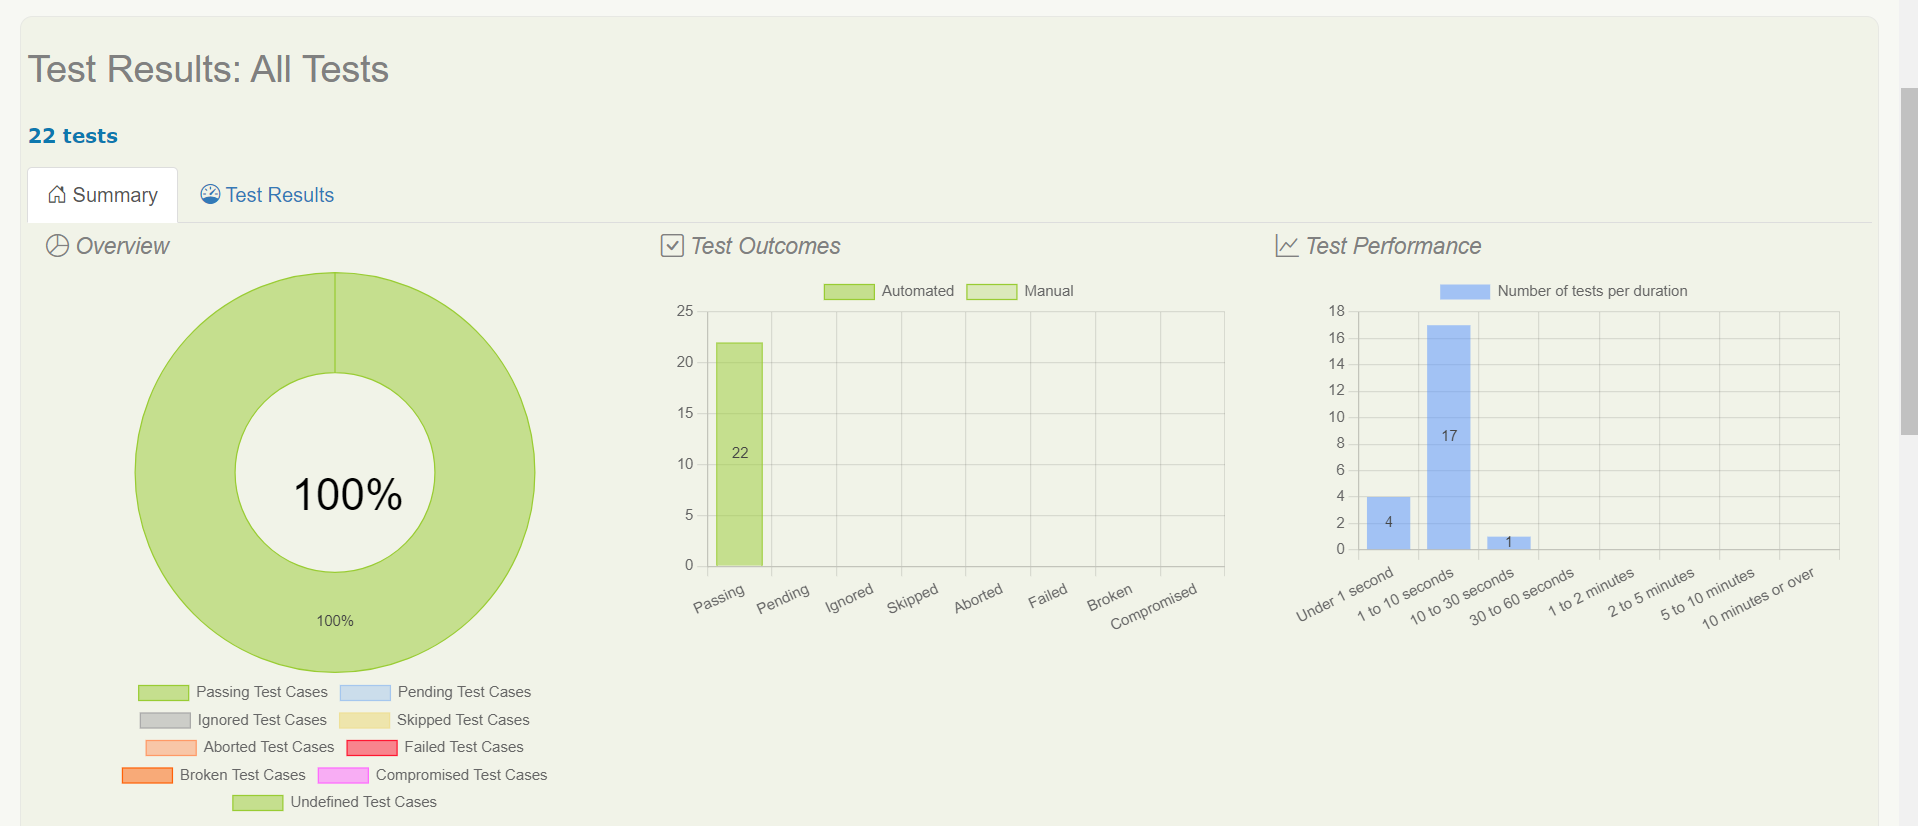 Test Results: All Tests
22 tests
Summary
Test Results
Overview
100%
100%
Passing Test Cases
Pending Test Cases
Ignored Test Cases
Skipped Test Cases
Aborted Test Cases
Failed Test Cases
Broken Test Cases
Compromised Test Cases
Undefined Test Cases
Test Outcomes
Automated
Manual
25
20
15
10
5
0
22
Passing
Pending
Ignored
Skipped
Aborted
Failed
Broken
Compromised
Test Performance
Number of tests per duration
18
16
14
12
10
8
6
4
2
0
4
17
1
Under 1 second
1 to 10 seconds
10 to 30 seconds
30 to 60 seconds
1 to 2 minutes
2 to 5 minutes
5 to 10 minutes
10 minutes or over